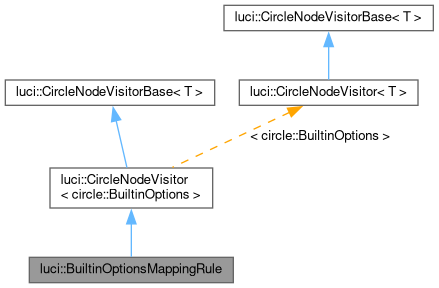 luci::CircleNodeVisitorBase< T >
luci::CircleNodeVisitorBase< T >
luci::CircleNodeVisitor< T >
< circle::BuiltinOptions >
luci::CircleNodeVisitor
< circle::BuiltinOptions >
luci::BuiltinOptionsMappingRule